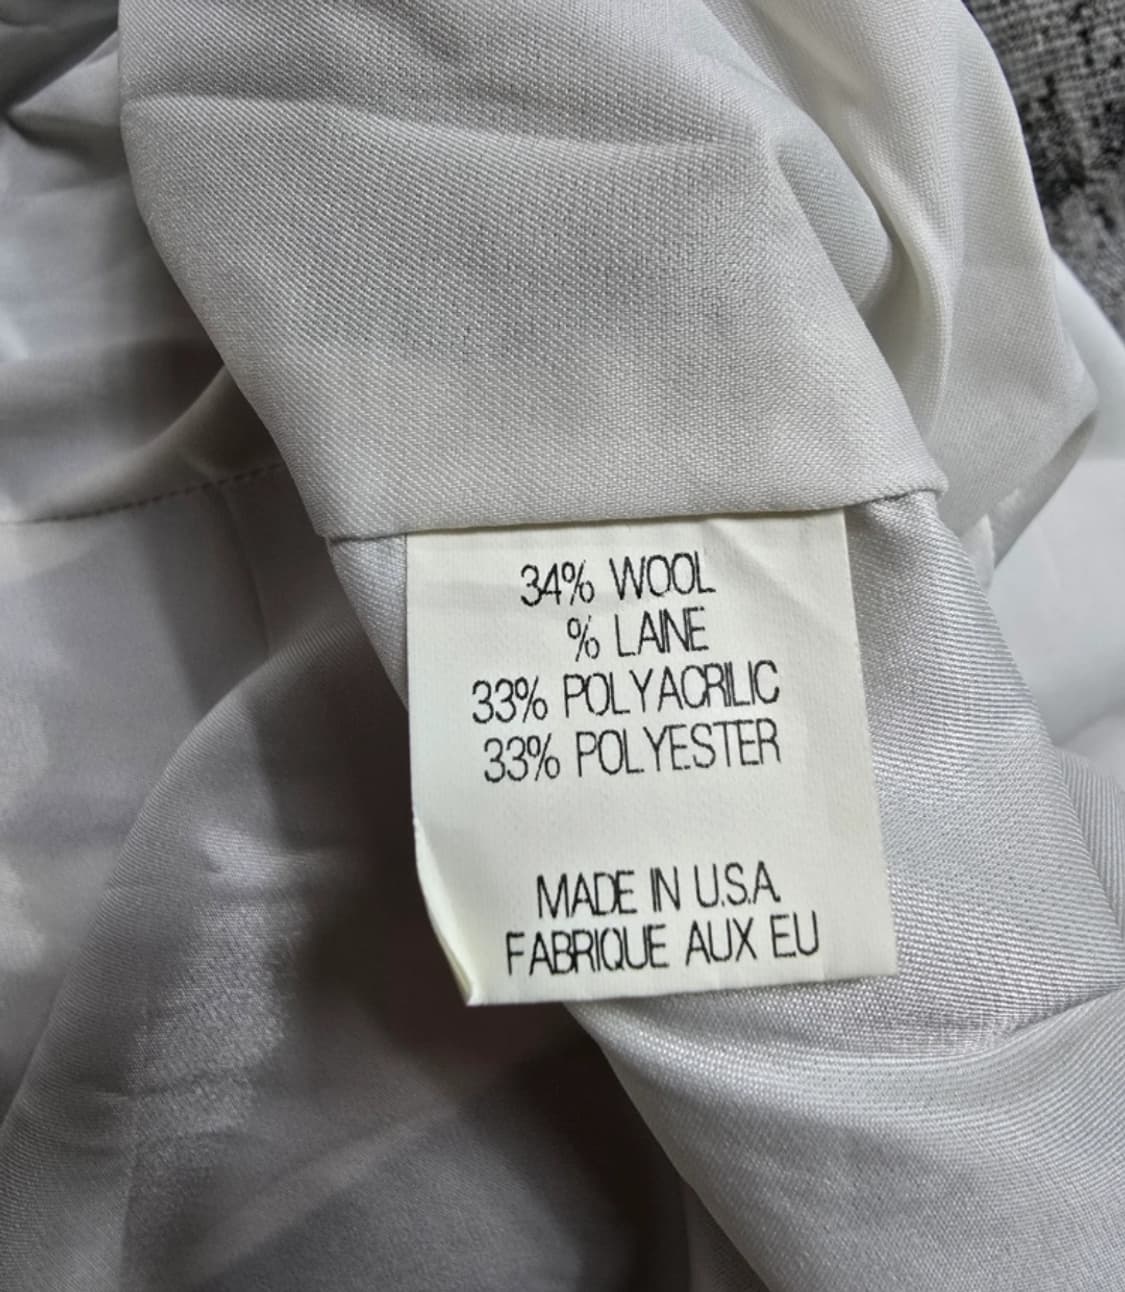 34% WOOL
% LAINE
33% POLYACRILIC
33% POLYESTER
MADE IN U.S.A.
FABRIQUE AUX EU